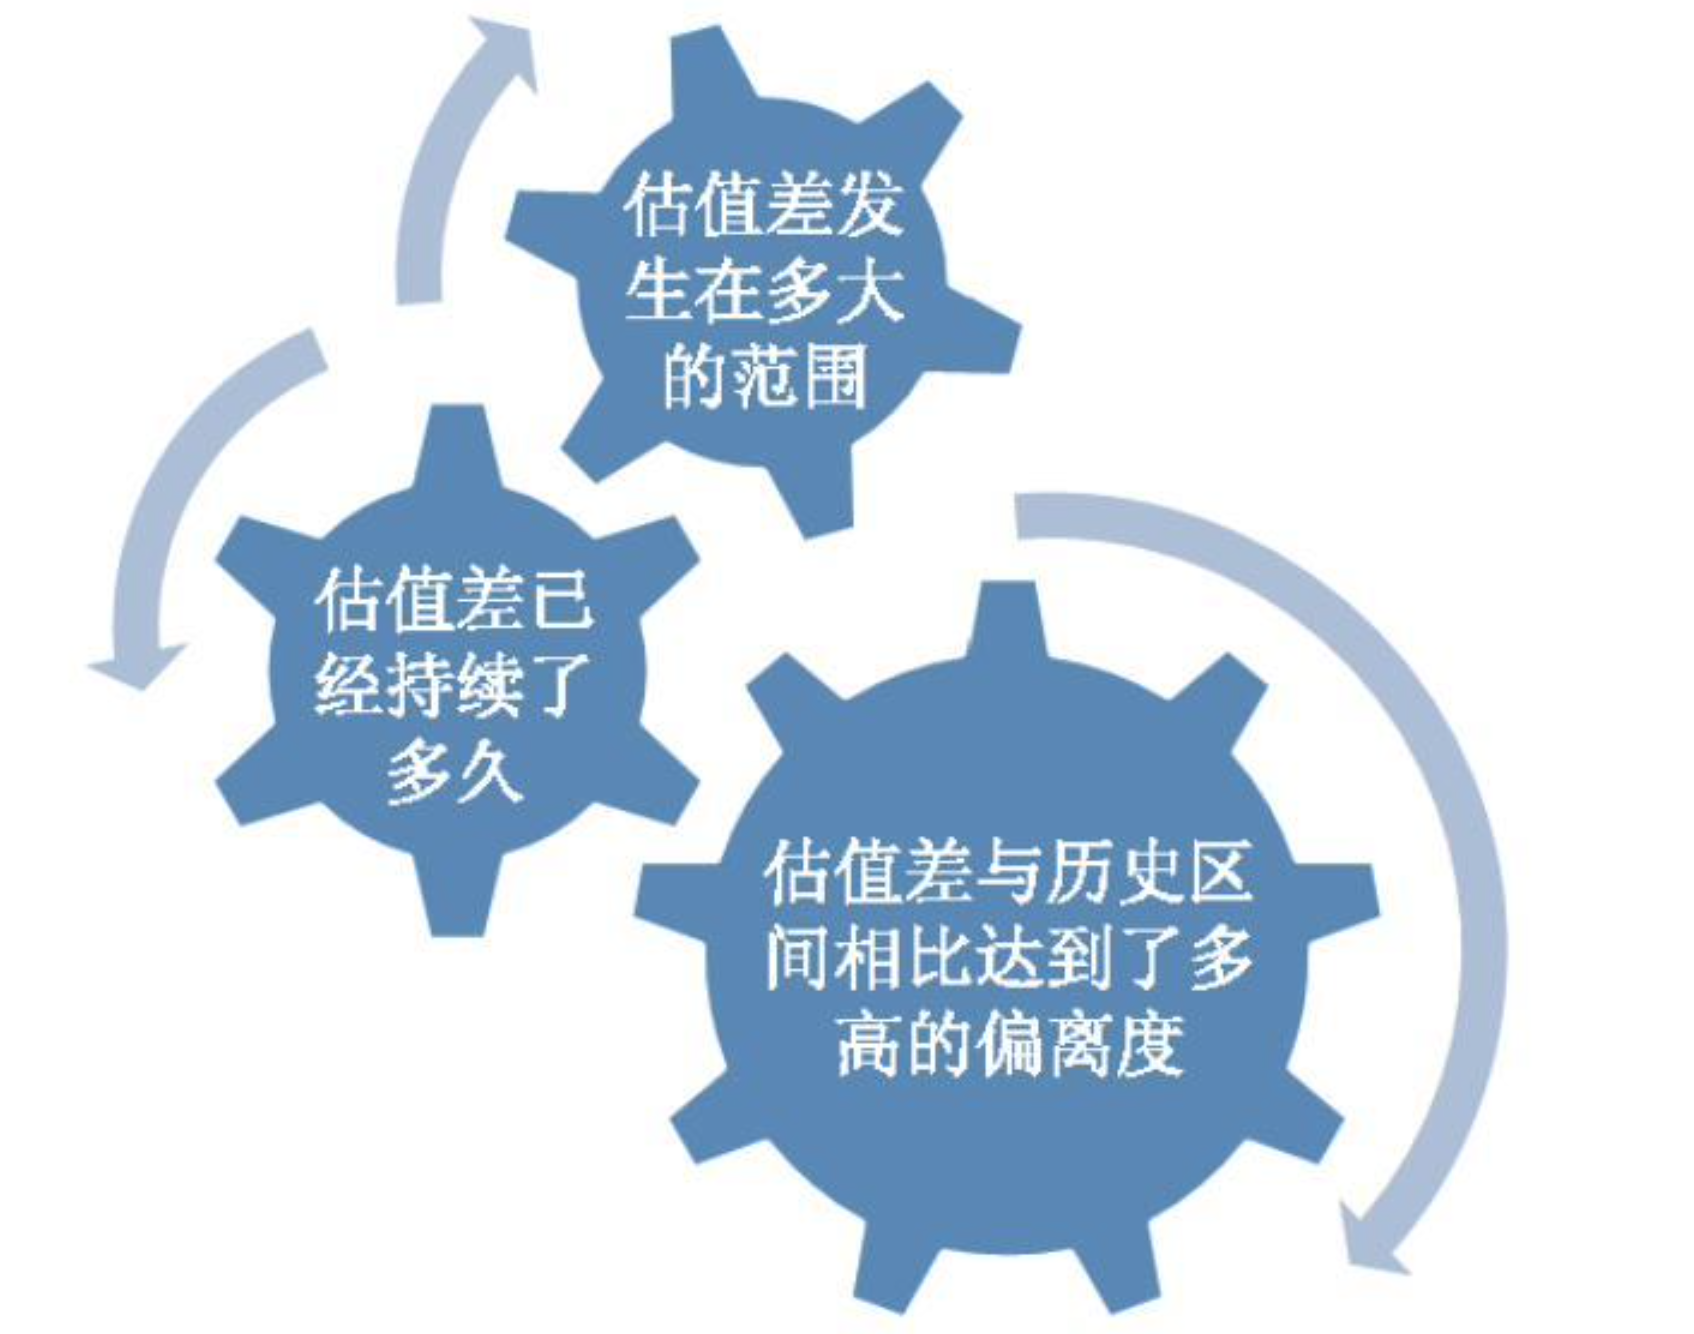 估值差发
生在多大
的范围
估值差已
经持续了
多久
估值差与历史区
间相比达到了多
高的偏离度